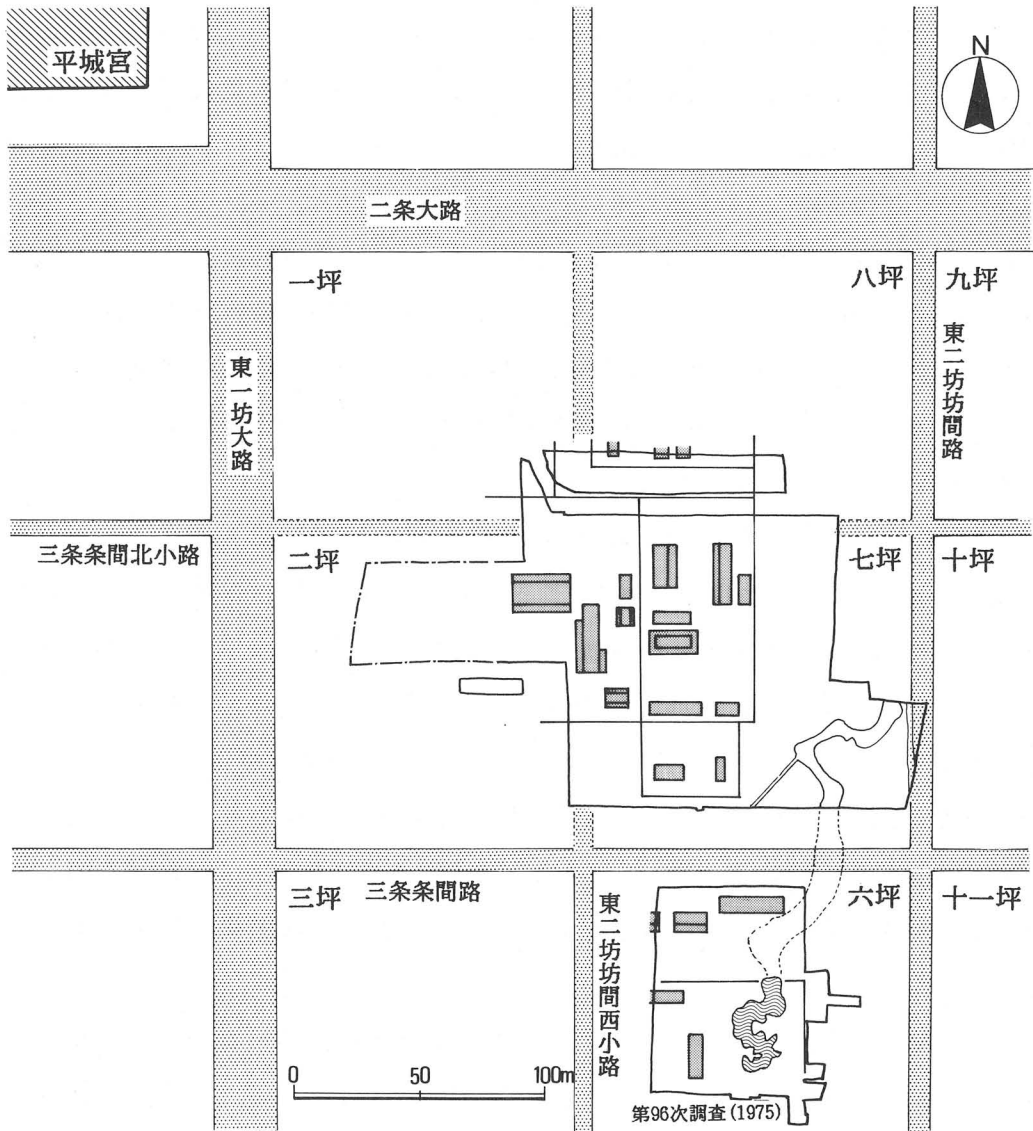 平城宮
N
二条大路
一坪
八坪
九坪
東一坊大路
東二坊坊間路
三条条間北小路
二坪
七坪
十坪
三坪
三条条間路
東二坊坊間西小路
六坪
十一坪
0 50 100m
第96次調査(1975)